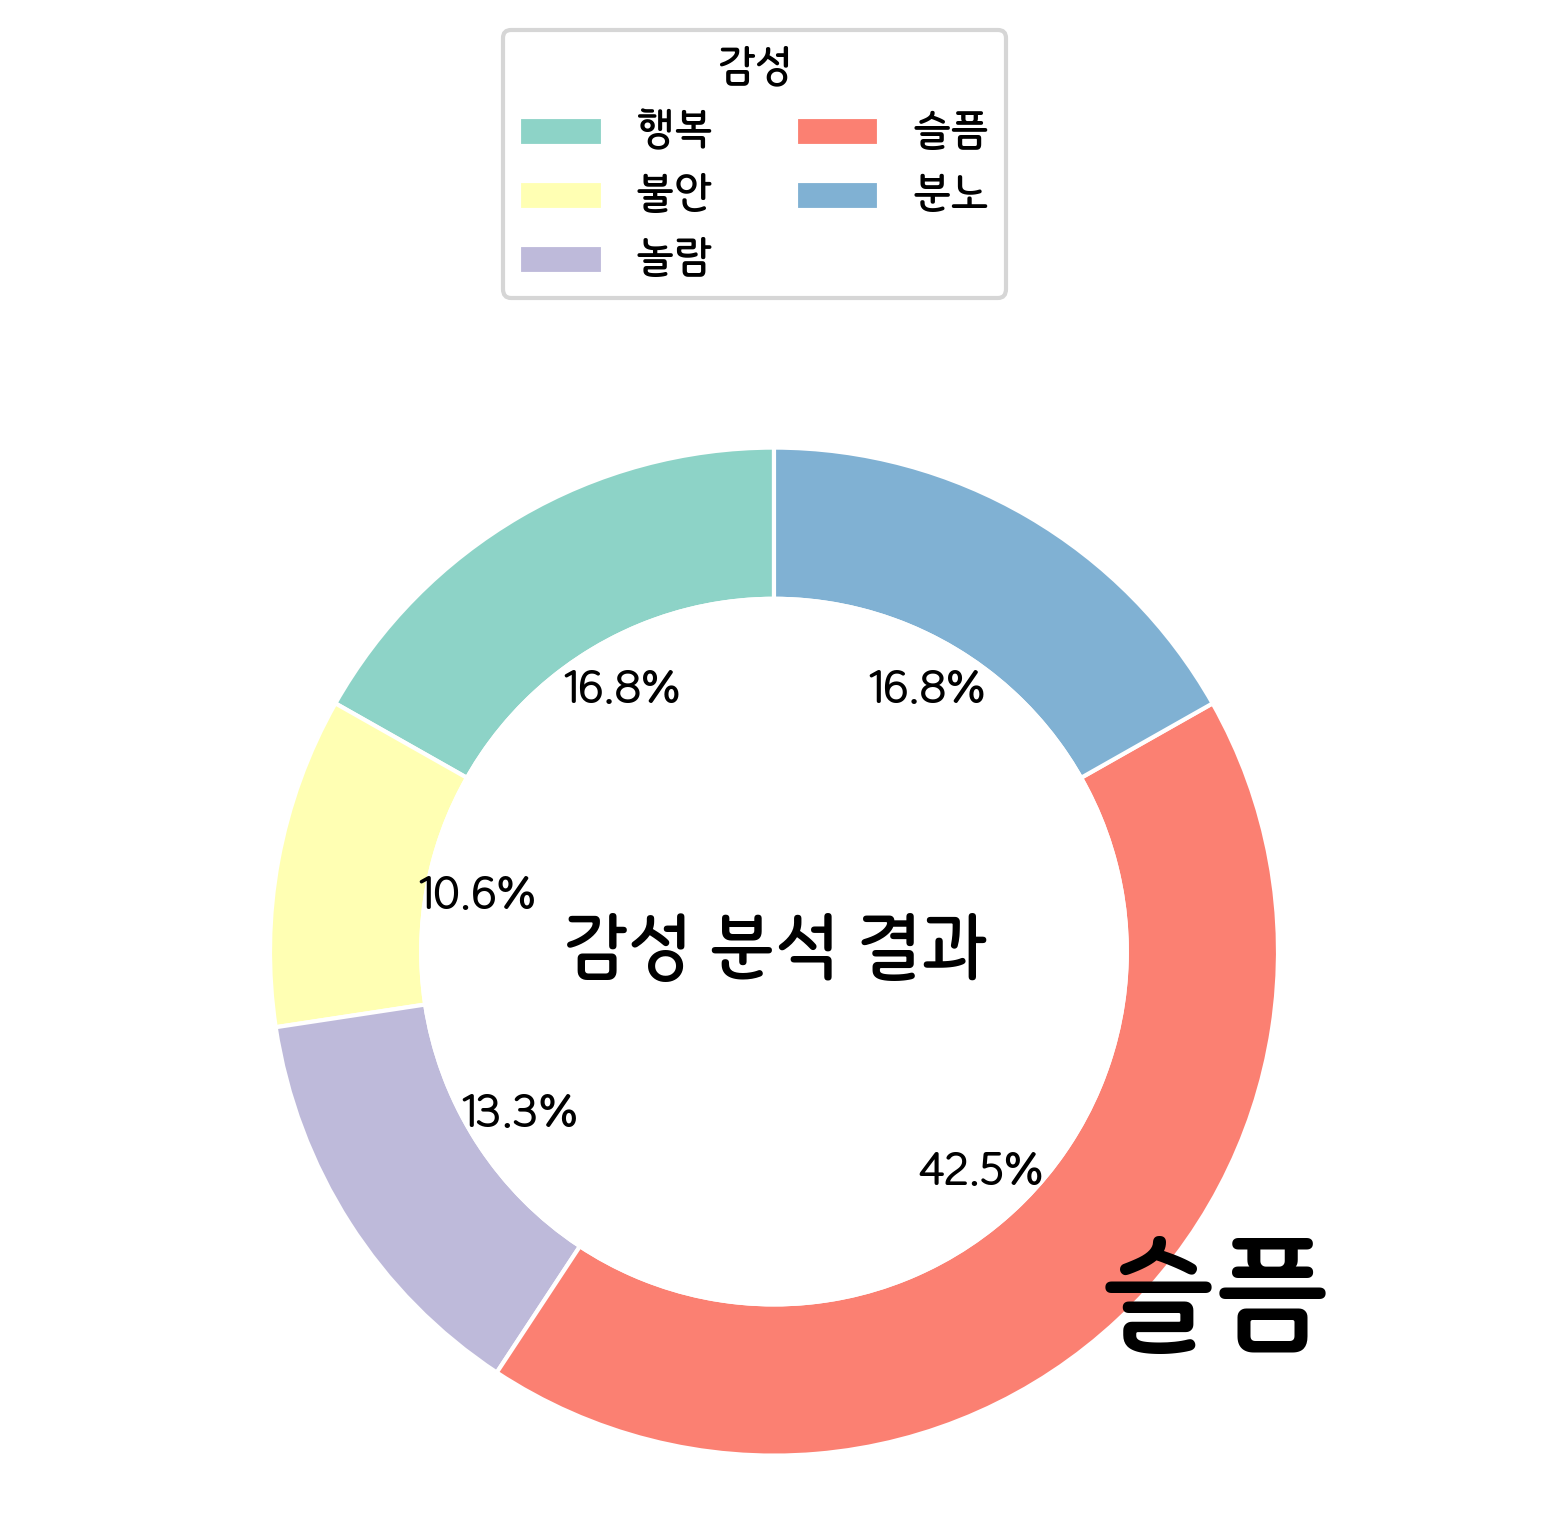 감성
행복
불안
놀람
슬픔
분노
16.8%
16.8%
10.6%
감성 분석 결과
13.3%
42.5%
슬픔